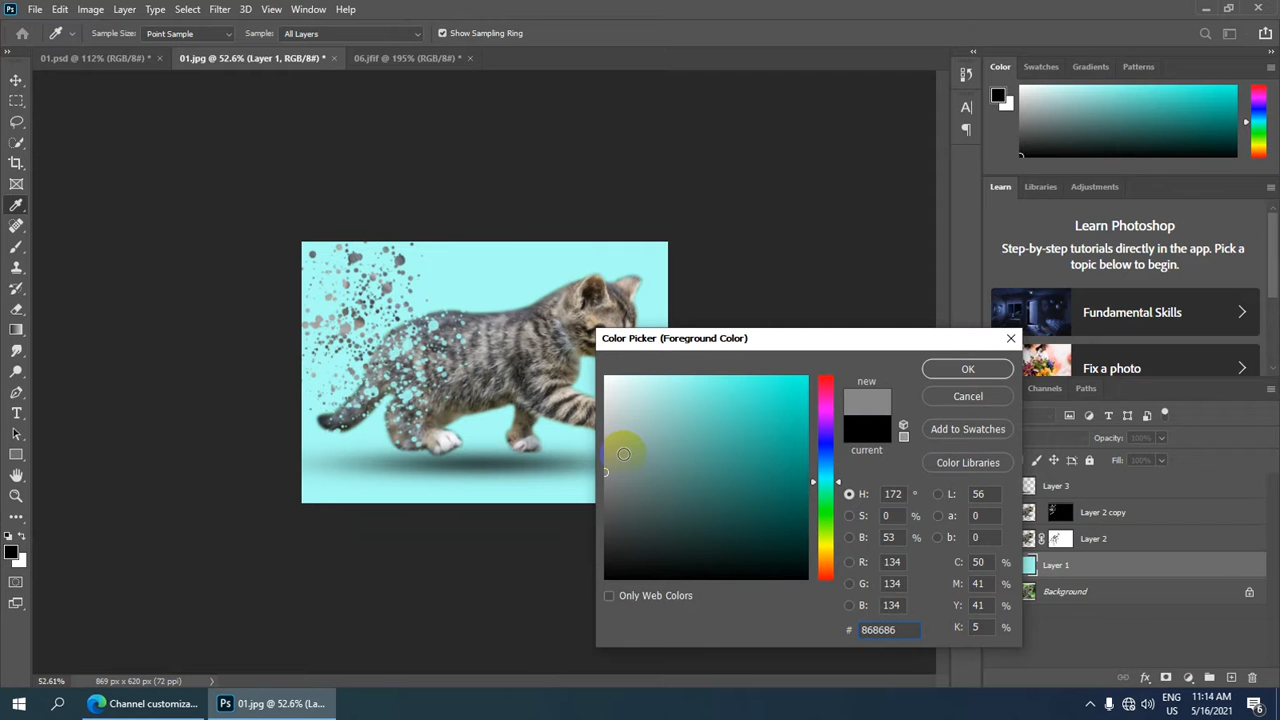 Ps File Edit Image Layer Type Select Filter 3D View Window Help
Sample Size: Point Sample Sample: All Layers Show Sampling Ring
01.psd @ 112% (RGB/8#) * × 01.jpg @ 52.6% (Layer 1, RGB/8#) * × 06.jfif @ 195% (RGB/8#) * ×
Color Swatches Gradients Patterns
Learn Libraries Adjustments
Learn Photoshop
Step-by-step tutorials directly in the app. Pick a
topic below to begin.
Fundamental Skills
Fix a photo
Channels Paths
Opacity: 100%
Fill: 100%
Layer 3
Layer 2 copy
Layer 2
Layer 1
Background
Color Picker (Foreground Color)
new
current
OK
Cancel
Add to Swatches
Color Libraries
H: 172 ° L: 56
S: 0 % a: 0
B: 53 % b: 0
R: 134 C: 50 %
G: 134 M: 41 %
B: 134 Y: 41 %
# 868686 K: 5 %
Only Web Colors
52.61% 869 px x 620 px (72 ppi)
Channel customiza...
Ps 01.jpg @ 52.6% (La...
ENG
US
11:14 AM
5/16/2021
6